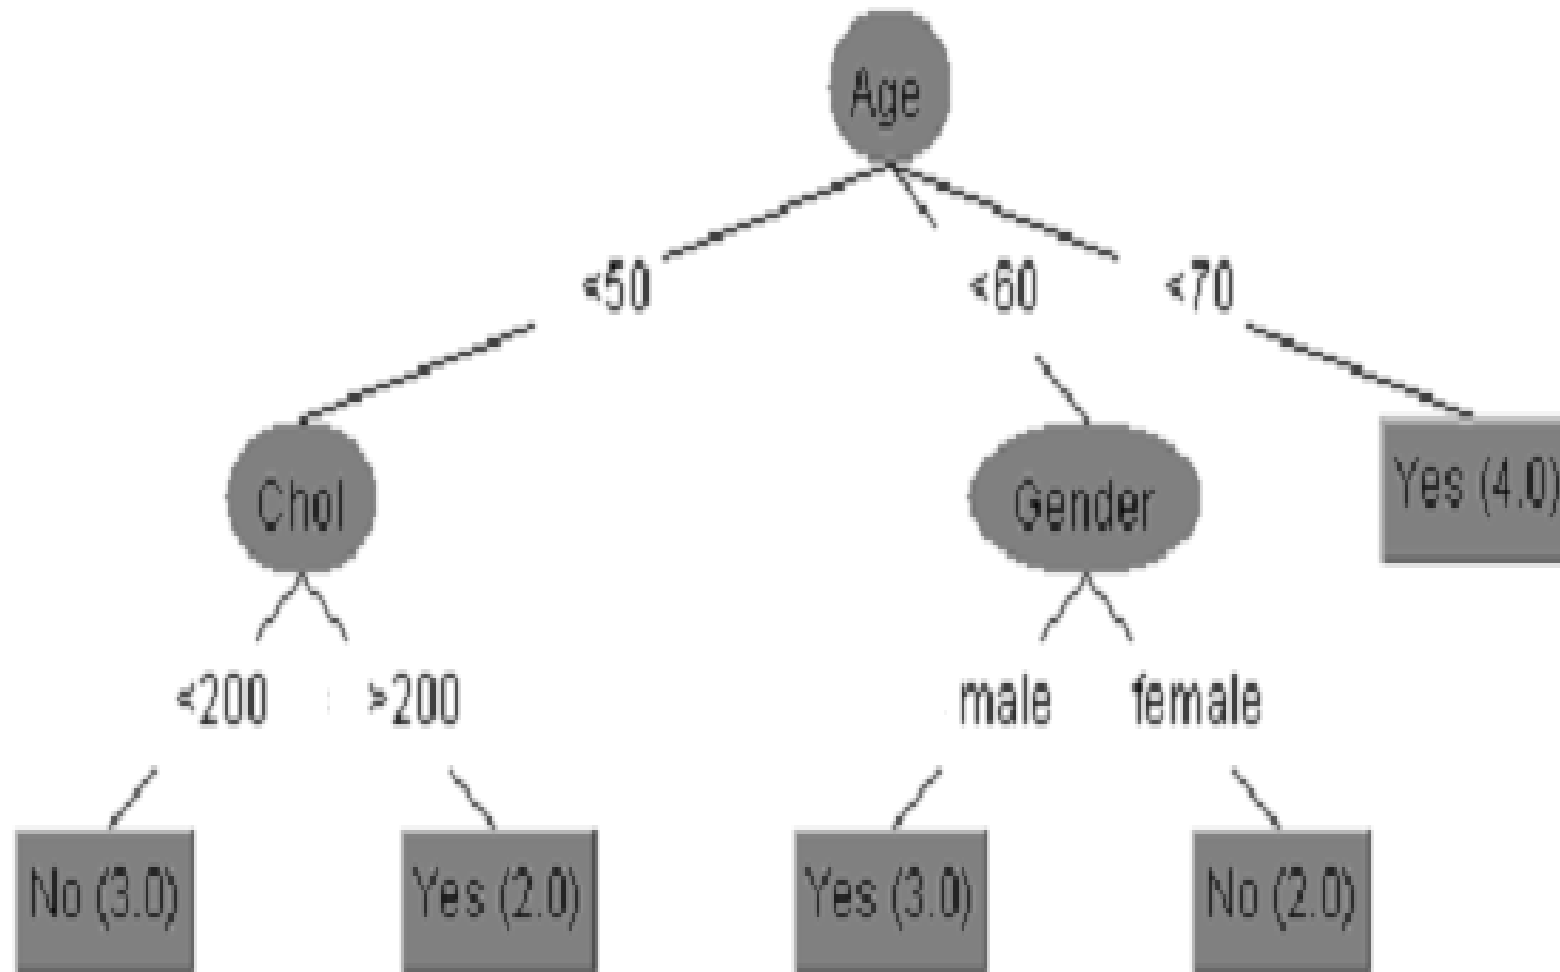 Age
<50
<60
<70
Chol
Gender
Yes (4.0)
<200
>200
male
female
No (3.0)
Yes (2.0)
Yes (3.0)
No (2.0)